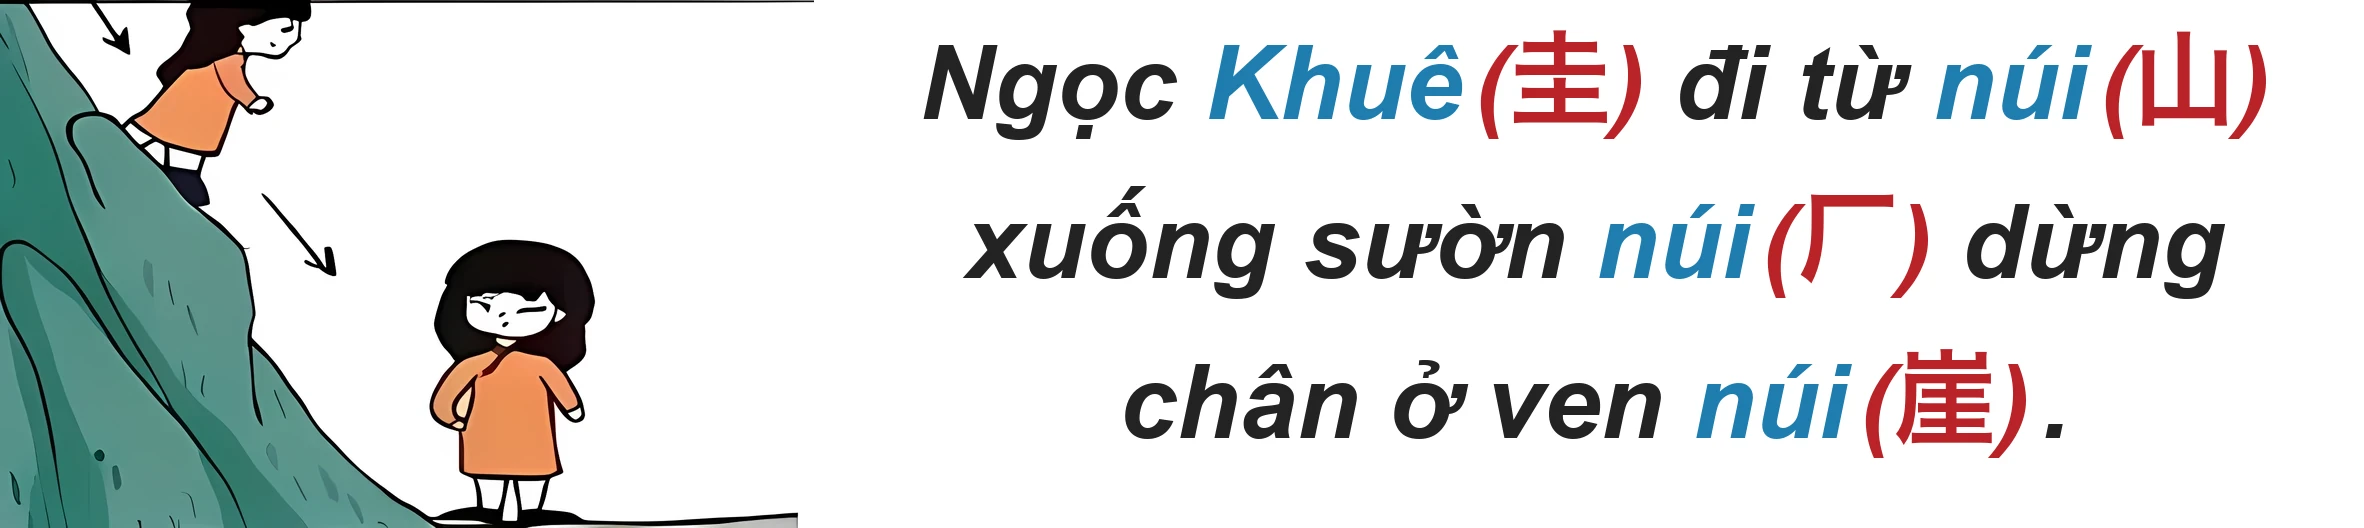 Ngọc Khuê (圭) đi từ núi (山)
xuống sườn núi (厂) dừng
chân ở ven núi (崖) .